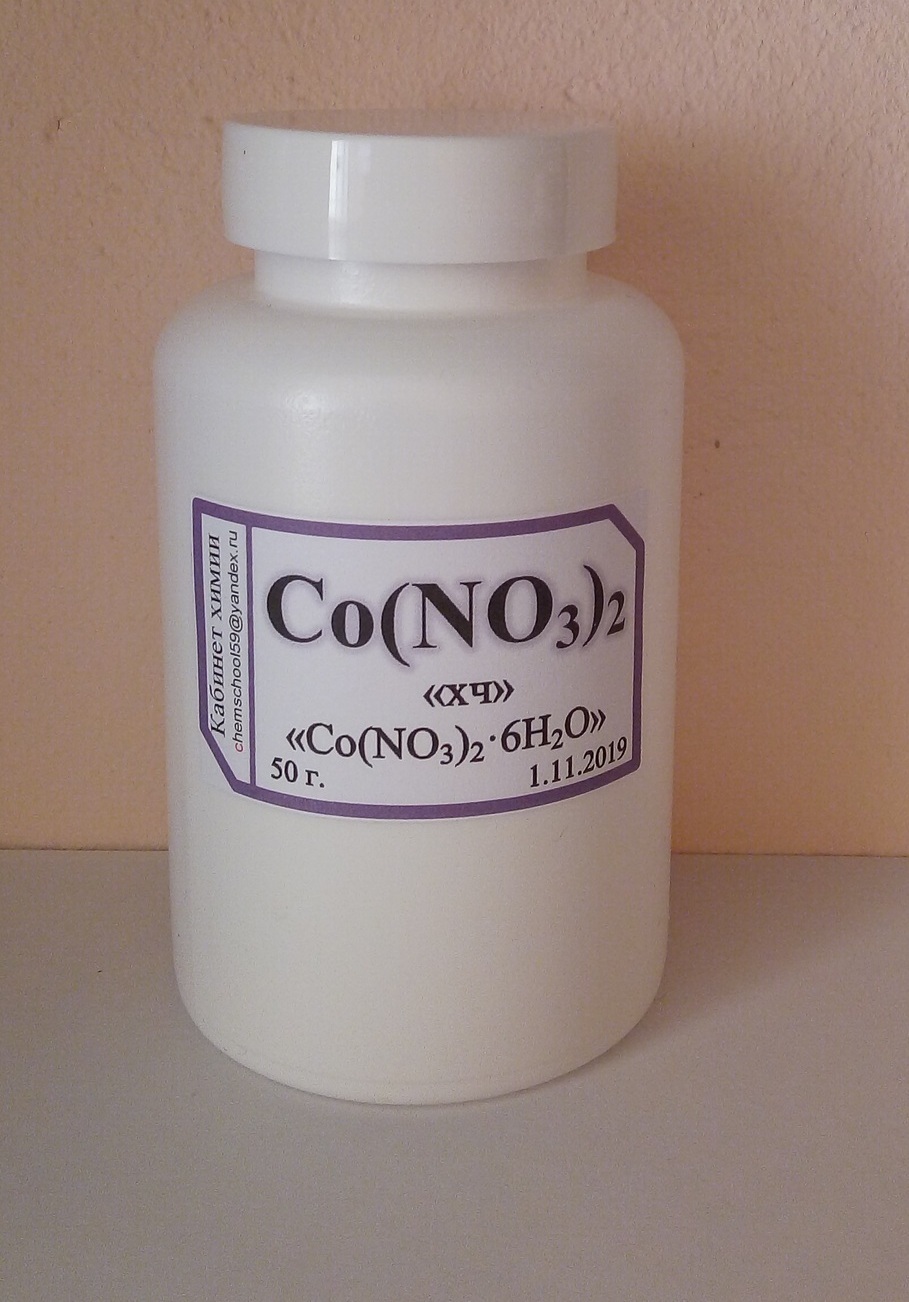 Кабинет химии
chemschool59@yandex.ru
Co(NO₃)₂
«хч»
«Co(NO₃)₂·6H₂O»
50 г.
1.11.2019